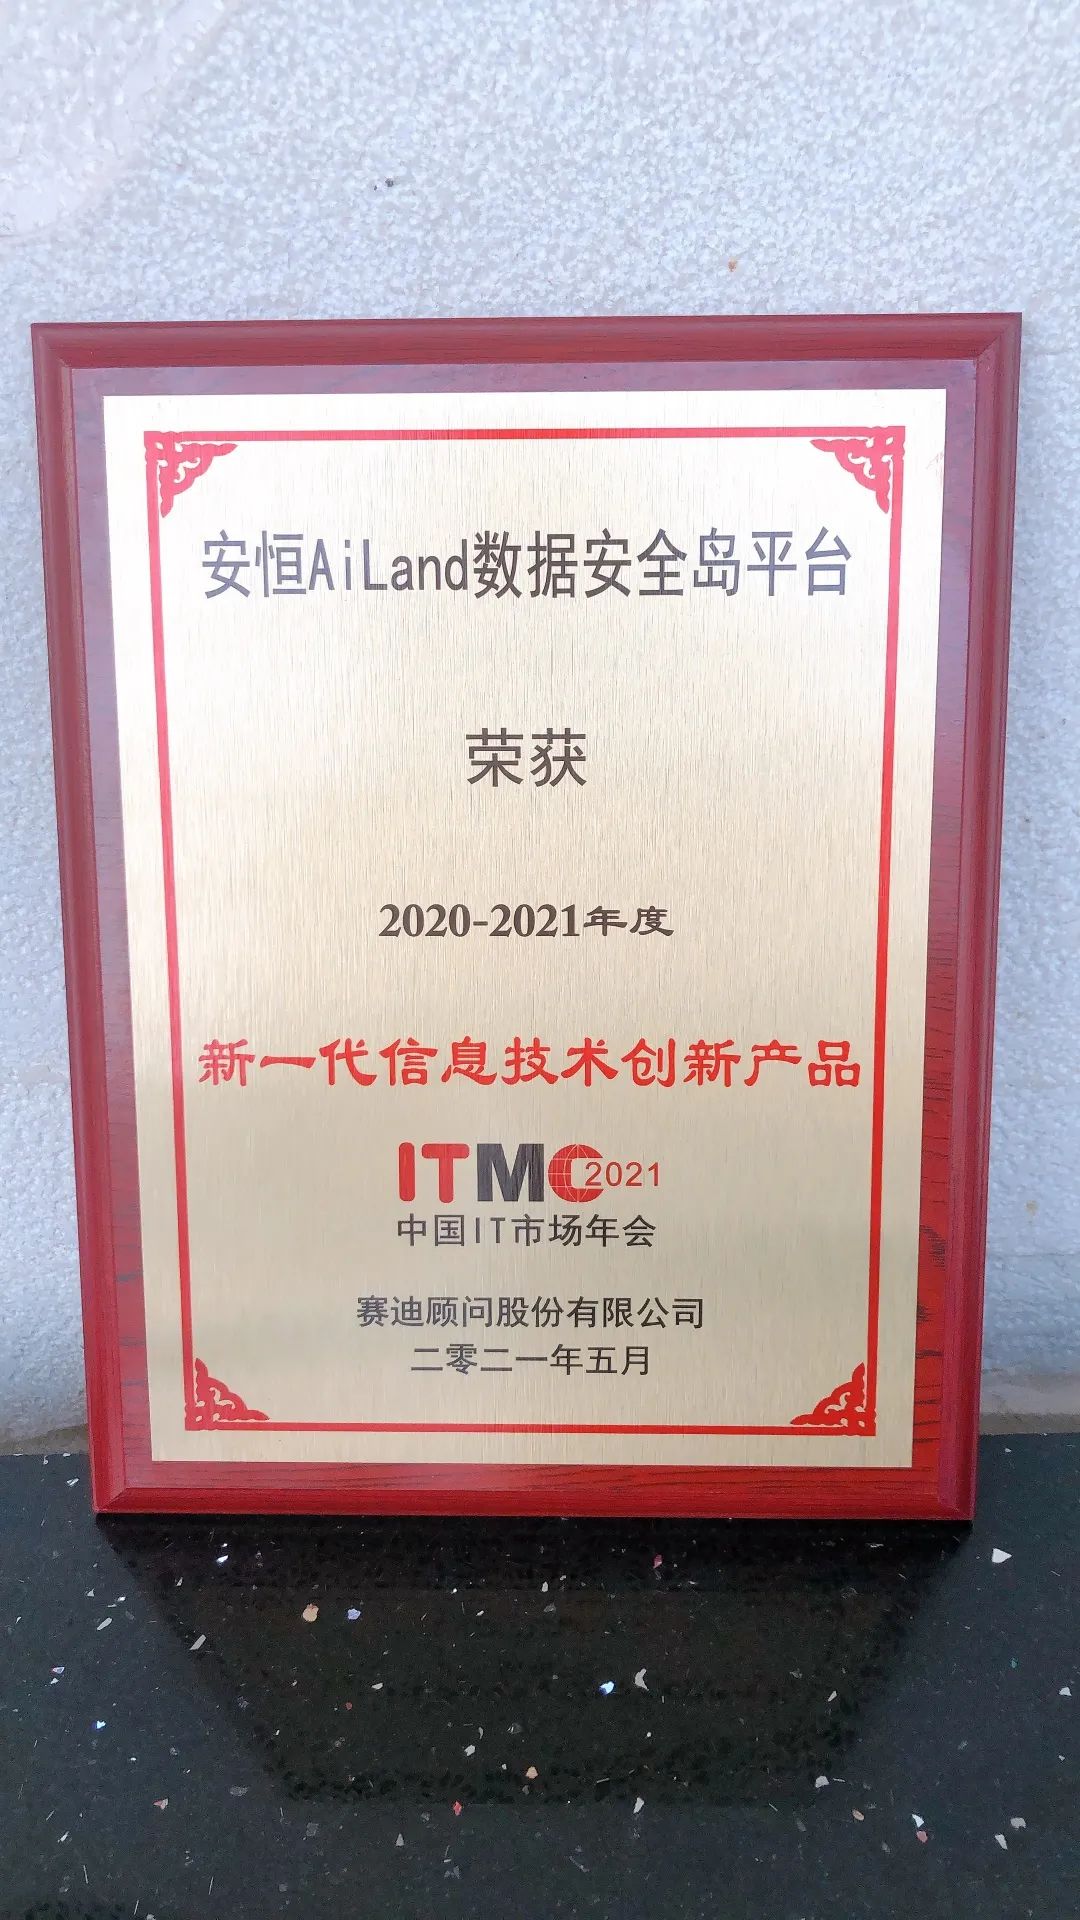 安恒AiLand数据安全岛平台
荣获
2020-2021年度
新一代信息技术创新产品
ITMC2021
中国IT市场年会
赛迪顾问股份有限公司
二零二一年五月